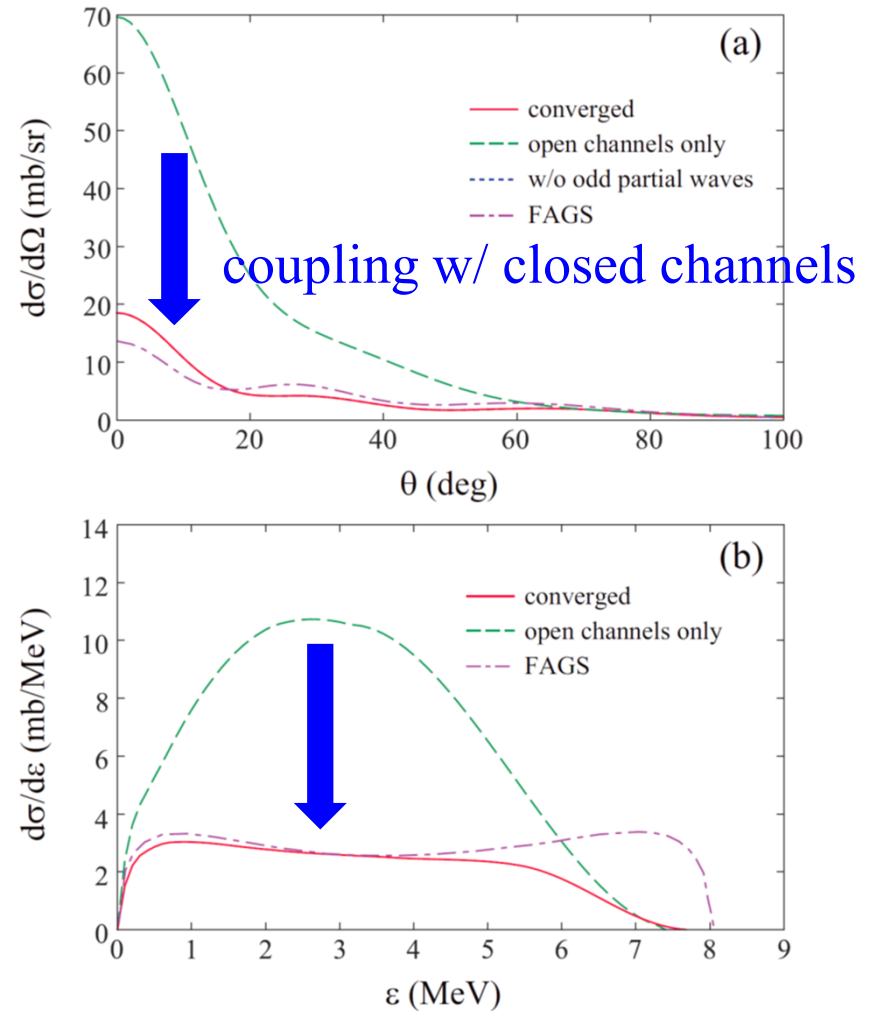 70
(a)
60
converged
50
open channels only
w/o odd partial waves
40
FAGS
dσ/dΩ (mb/sr)
30
coupling w/ closed channels
20
10
0
0 20 40 60 80 100
θ (deg)
14
(b)
12
converged
open channels only
10
FAGS
8
dσ/dε (mb/MeV)
6
4
2
0
0 1 2 3 4 5 6 7 8 9
ε (MeV)